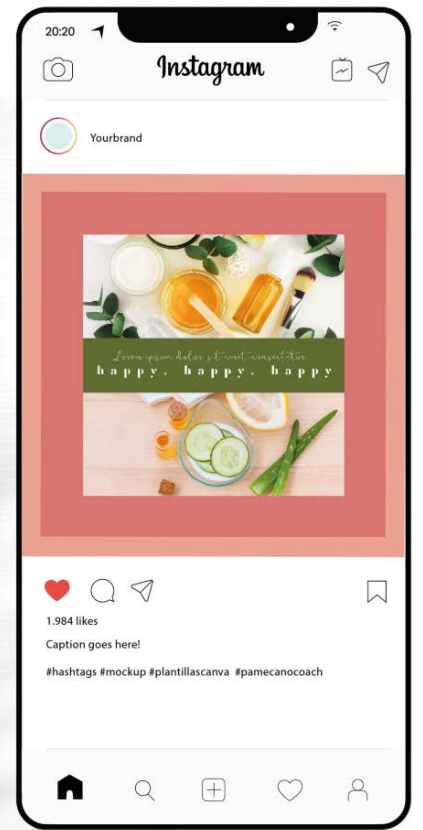 20:20
Instagram
Yourbrand
Lorem ipsum dolor sit amet consectetur
happy. happy. happy
1.984 likes
Caption goes here!
#hashtags #mockup #plantillascanva #pamecanocoach